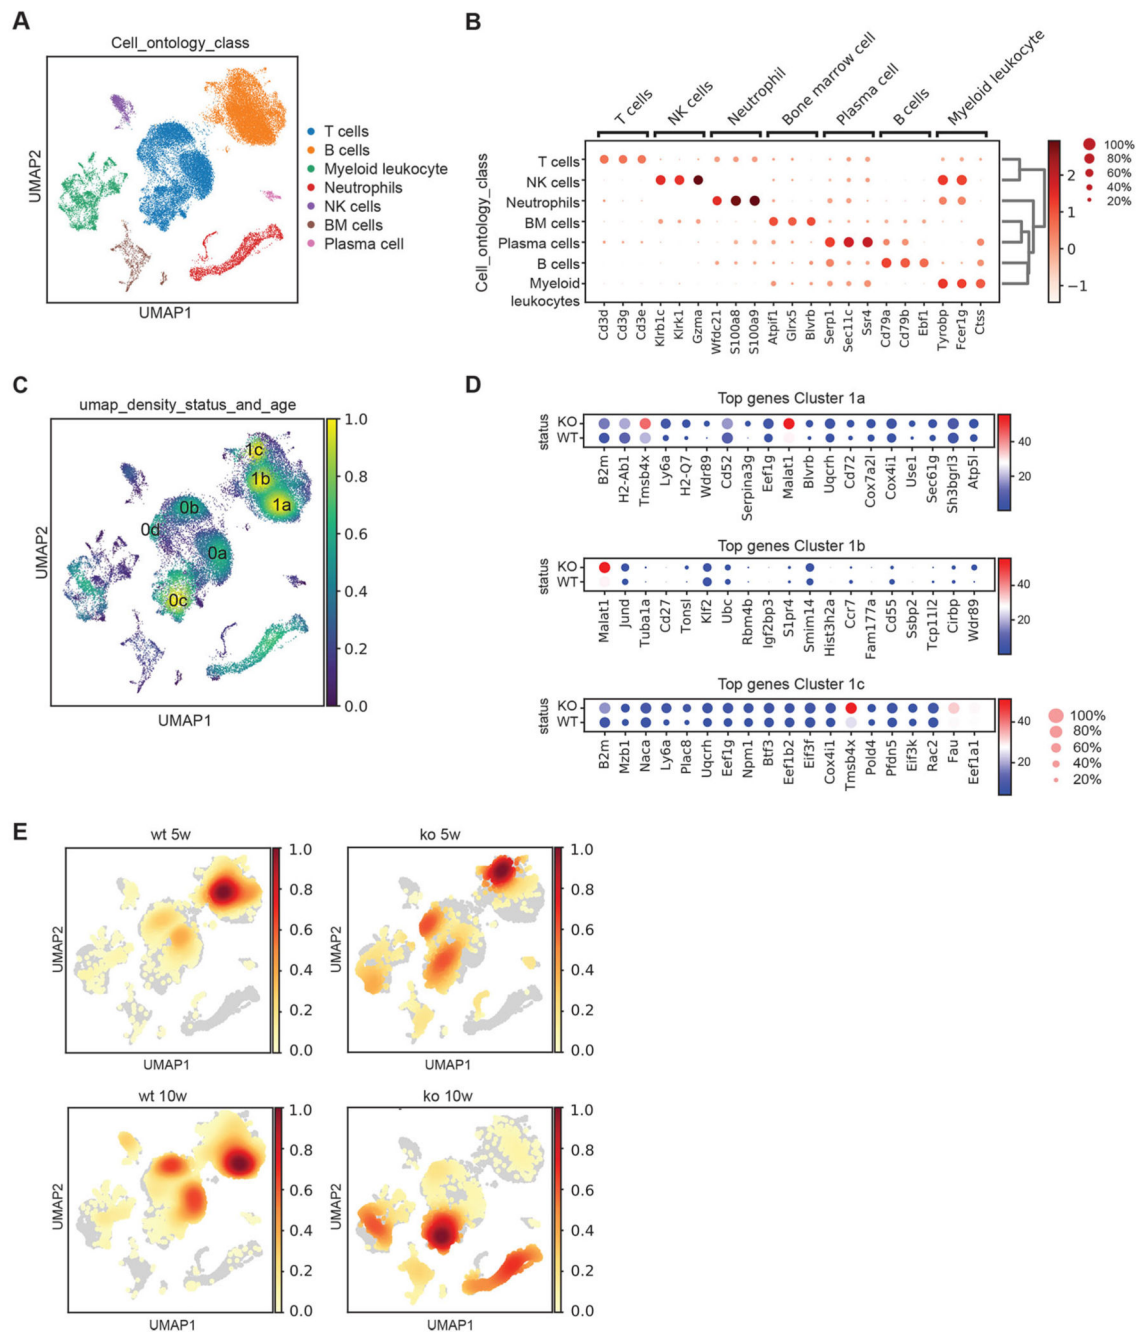 A
Cell_ontology_class
UMAP2
UMAP1
T cells
B cells
Myeloid leukocyte
Neutrophils
NK cells
BM cells
Plasma cell
B
T cells
NK cells
Neutrophil
Bone marrow cell
Plasma cell
B cells
Myeloid leukocyte
Cell_ontology_class
T cells
NK cells
Neutrophils
BM cells
Plasma cells
B cells
Myeloid
leukocytes
Cd3d
Cd3g
Cd3e
Klrb1c
Klrk1
Gzma
Wfdc21
S100a8
S100a9
Atpif1
Glrx5
Blvrb
Serp1
Sec11c
Ssr4
Cd79a
Cd79b
Ebf1
Tyrobp
Fcer1g
Ctss
2
1
0
−1
100%
80%
60%
40%
20%
C
umap_density_status_and_age
UMAP2
UMAP1
1c
1b
1a
0b
0d
0a
0c
1.0
0.8
0.6
0.4
0.2
0.0
D
Top genes Cluster 1a
status
KO
WT
B2m
H2-Ab1
Tmsb4x
Ly6a
H2-Q7
Wdr89
Cd52
Serpina3g
Eef1g
Malat1
Blvrb
Uqcrh
Cd72
Cox7a2l
Cox4i1
Use1
Sec61g
Sh3bgrl3
Atp5l
40
20
Top genes Cluster 1b
status
KO
WT
Malat1
Jund
Tuba1a
Cd27
Tonsl
Klf2
Ubc
Rbm4b
Igf2bp3
S1pr4
Smim14
Hist3h2a
Ccr7
Fam177a
Cd55
Ssbp2
Tcp11l2
Cirbp
Wdr89
40
20
Top genes Cluster 1c
status
KO
WT
B2m
Mzb1
Naca
Ly6a
Plac8
Uqcrh
Eef1g
Npm1
Btf3
Eef1b2
Eif3f
Cox4i1
Tmsb4x
Pold4
Pfdn5
Eif3k
Rac2
Fau
Eef1a1
40
20
100%
80%
60%
40%
20%
E
wt 5w
UMAP2
UMAP1
1.0
0.8
0.6
0.4
0.2
0.0
ko 5w
UMAP2
UMAP1
1.0
0.8
0.6
0.4
0.2
0.0
wt 10w
UMAP2
UMAP1
1.0
0.8
0.6
0.4
0.2
0.0
ko 10w
UMAP2
UMAP1
1.0
0.8
0.6
0.4
0.2
0.0